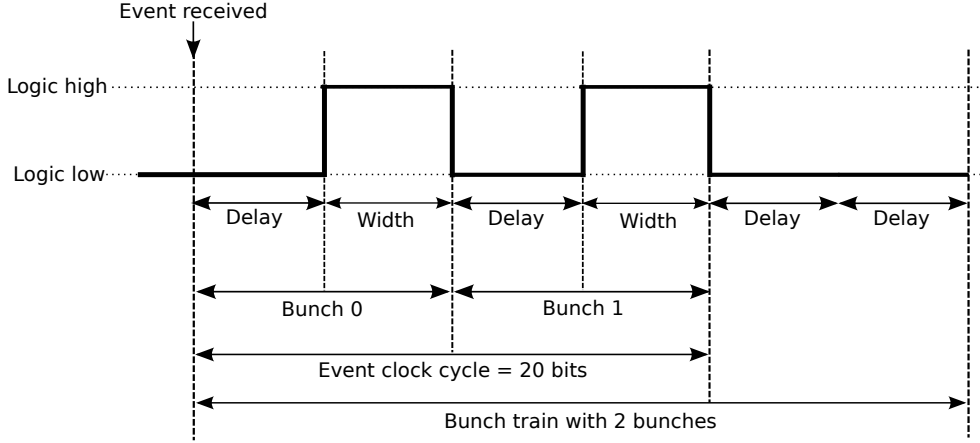 Event received
Logic high
Logic low
Delay
Width
Delay
Width
Delay
Delay
Bunch 0
Bunch 1
Event clock cycle = 20 bits
Bunch train with 2 bunches